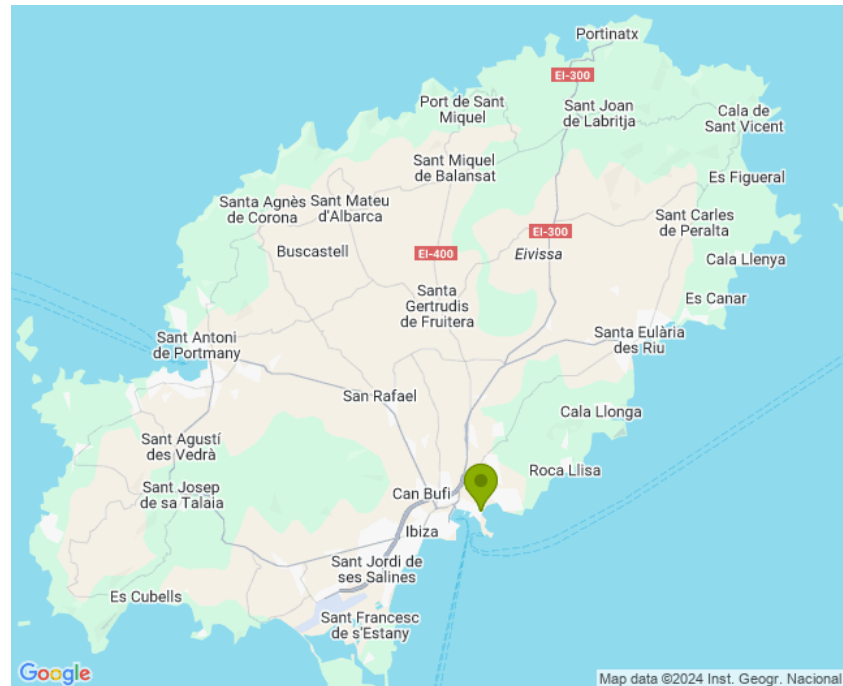 Portinatx
EI-300
Port de Sant
Miquel
Sant Joan
de Labritja
Cala de
Sant Vicent
Sant Miquel
de Balansat
Es Figueral
Santa Agnès
de Corona
Sant Mateu
d'Albarca
Sant Carles
de Peralta
EI-300
Buscastell
EI-400
Eivissa
Cala Llenya
Santa
Gertrudis
de Fruitera
Es Canar
Sant Antoni
de Portmany
Santa Eulària
des Riu
San Rafael
Cala Llonga
Sant Agustí
des Vedrà
Roca Llisa
Sant Josep
de sa Talaia
Can Bufi
Ibiza
Sant Jordi de
ses Salines
Es Cubells
Sant Francesc
de s'Estany
Google
Map data ©2024 Inst. Geogr. Nacional